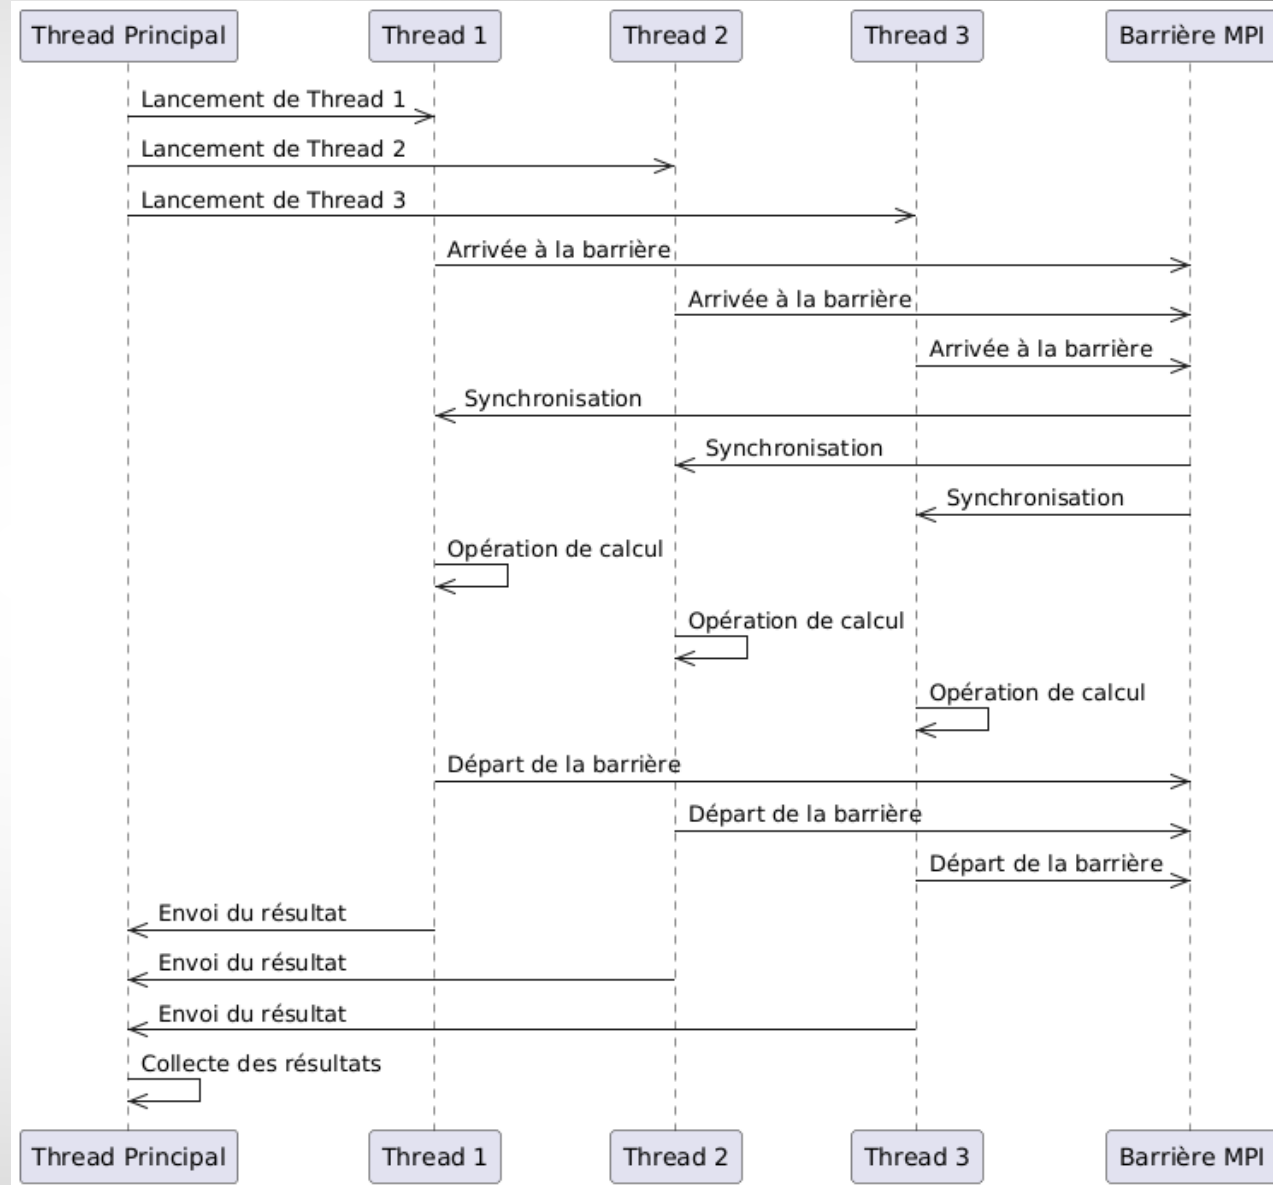 Thread Principal
Thread 1
Thread 2
Thread 3
Barrière MPI
Lancement de Thread 1
Lancement de Thread 2
Lancement de Thread 3
Arrivée à la barrière
Arrivée à la barrière
Arrivée à la barrière
Synchronisation
Synchronisation
Synchronisation
Opération de calcul
Opération de calcul
Opération de calcul
Départ de la barrière
Départ de la barrière
Départ de la barrière
Envoi du résultat
Envoi du résultat
Envoi du résultat
Collecte des résultats
Thread Principal
Thread 1
Thread 2
Thread 3
Barrière MPI